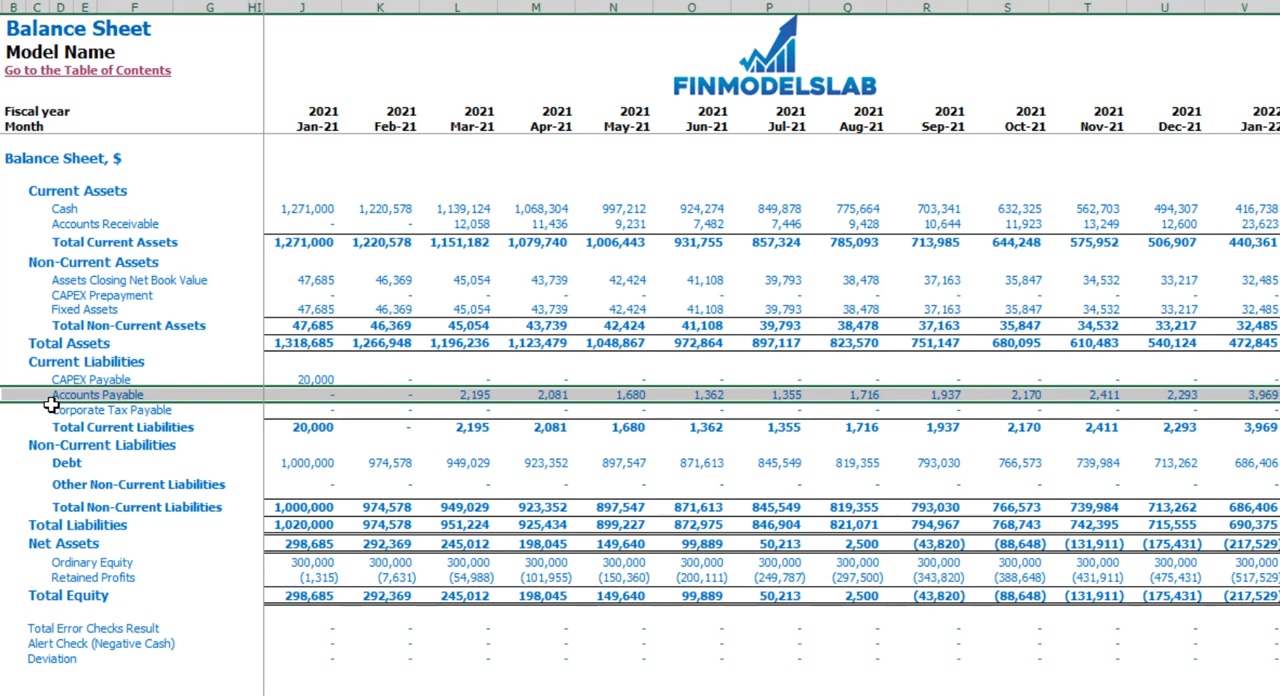 B C D E F G H I J K L M N O P Q R S T U V
Balance Sheet
Model Name
Go to the Table of Contents
FINMODELSLAB
Fiscal year 2021 2021 2021 2021 2021 2021 2021 2021 2021 2021 2021 2021 2022
Month Jan-21 Feb-21 Mar-21 Apr-21 May-21 Jun-21 Jul-21 Aug-21 Sep-21 Oct-21 Nov-21 Dec-21 Jan-22
Balance Sheet, $
Current Assets
Cash 1,271,000 1,220,578 1,139,124 1,068,304 997,212 924,274 849,878 775,664 703,341 632,325 562,703 494,307 416,738
Accounts Receivable - - 12,058 11,436 9,231 7,482 7,446 9,428 10,644 11,923 13,249 12,600 23,623
Total Current Assets 1,271,000 1,220,578 1,151,182 1,079,740 1,006,443 931,755 857,324 785,093 713,985 644,248 575,952 506,907 440,361
Non-Current Assets
Assets Closing Net Book Value 47,685 46,369 45,054 43,739 42,424 41,108 39,793 38,478 37,163 35,847 34,532 33,217 32,485
CAPEX Prepayment - - - - - - - - - - - - -
Fixed Assets 47,685 46,369 45,054 43,739 42,424 41,108 39,793 38,478 37,163 35,847 34,532 33,217 32,485
Total Non-Current Assets 47,685 46,369 45,054 43,739 42,424 41,108 39,793 38,478 37,163 35,847 34,532 33,217 32,485
Total Assets 1,318,685 1,266,948 1,196,236 1,123,479 1,048,867 972,864 897,117 823,570 751,147 680,095 610,483 540,124 472,845
Current Liabilities
CAPEX Payable 20,000 - - - - - - - - - - - -
Accounts Payable - - 2,195 2,081 1,680 1,362 1,355 1,716 1,937 2,170 2,411 2,293 3,969
Corporate Tax Payable - - - - - - - - - - - - -
Total Current Liabilities 20,000 - 2,195 2,081 1,680 1,362 1,355 1,716 1,937 2,170 2,411 2,293 3,969
Non-Current Liabilities
Debt 1,000,000 974,578 949,029 923,352 897,547 871,613 845,549 819,355 793,030 766,573 739,984 713,262 686,406
Other Non-Current Liabilities - - - - - - - - - - - - -
Total Non-Current Liabilities 1,000,000 974,578 949,029 923,352 897,547 871,613 845,549 819,355 793,030 766,573 739,984 713,262 686,406
Total Liabilities 1,020,000 974,578 951,224 925,434 899,227 872,975 846,904 821,071 794,967 768,743 742,395 715,555 690,375
Net Assets 298,685 292,369 245,012 198,045 149,640 99,889 50,213 2,500 (43,820) (88,648) (131,911) (175,431) (217,529
Ordinary Equity 300,000 300,000 300,000 300,000 300,000 300,000 300,000 300,000 300,000 300,000 300,000 300,000 300,000
Retained Profits (1,315) (7,631) (54,988) (101,955) (150,360) (200,111) (249,787) (297,500) (343,820) (388,648) (431,911) (475,431) (517,529
Total Equity 298,685 292,369 245,012 198,045 149,640 99,889 50,213 2,500 (43,820) (88,648) (131,911) (175,431) (217,529
Total Error Checks Result - - - - - - - - - - - - -
Alert Check (Negative Cash) - - - - - - - - - - - - -
Deviation - - - - - - - - - - - - -